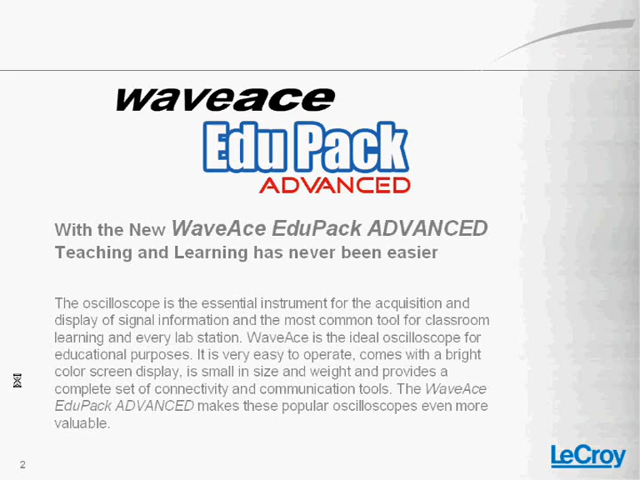 waveace
Edu Pack
ADVANCED
With the New WaveAce EduPack ADVANCED
Teaching and Learning has never been easier
The oscilloscope is the essential instrument for the acquisition and
display of signal information and the most common tool for classroom
learning and every lab station. WaveAce is the ideal oscilloscope for
educational purposes. It is very easy to operate, comes with a bright
color screen display, is small in size and weight and provides a
complete set of connectivity and communication tools. The WaveAce
EduPack ADVANCED makes these popular oscilloscopes even more
valuable.
2
LeCroy